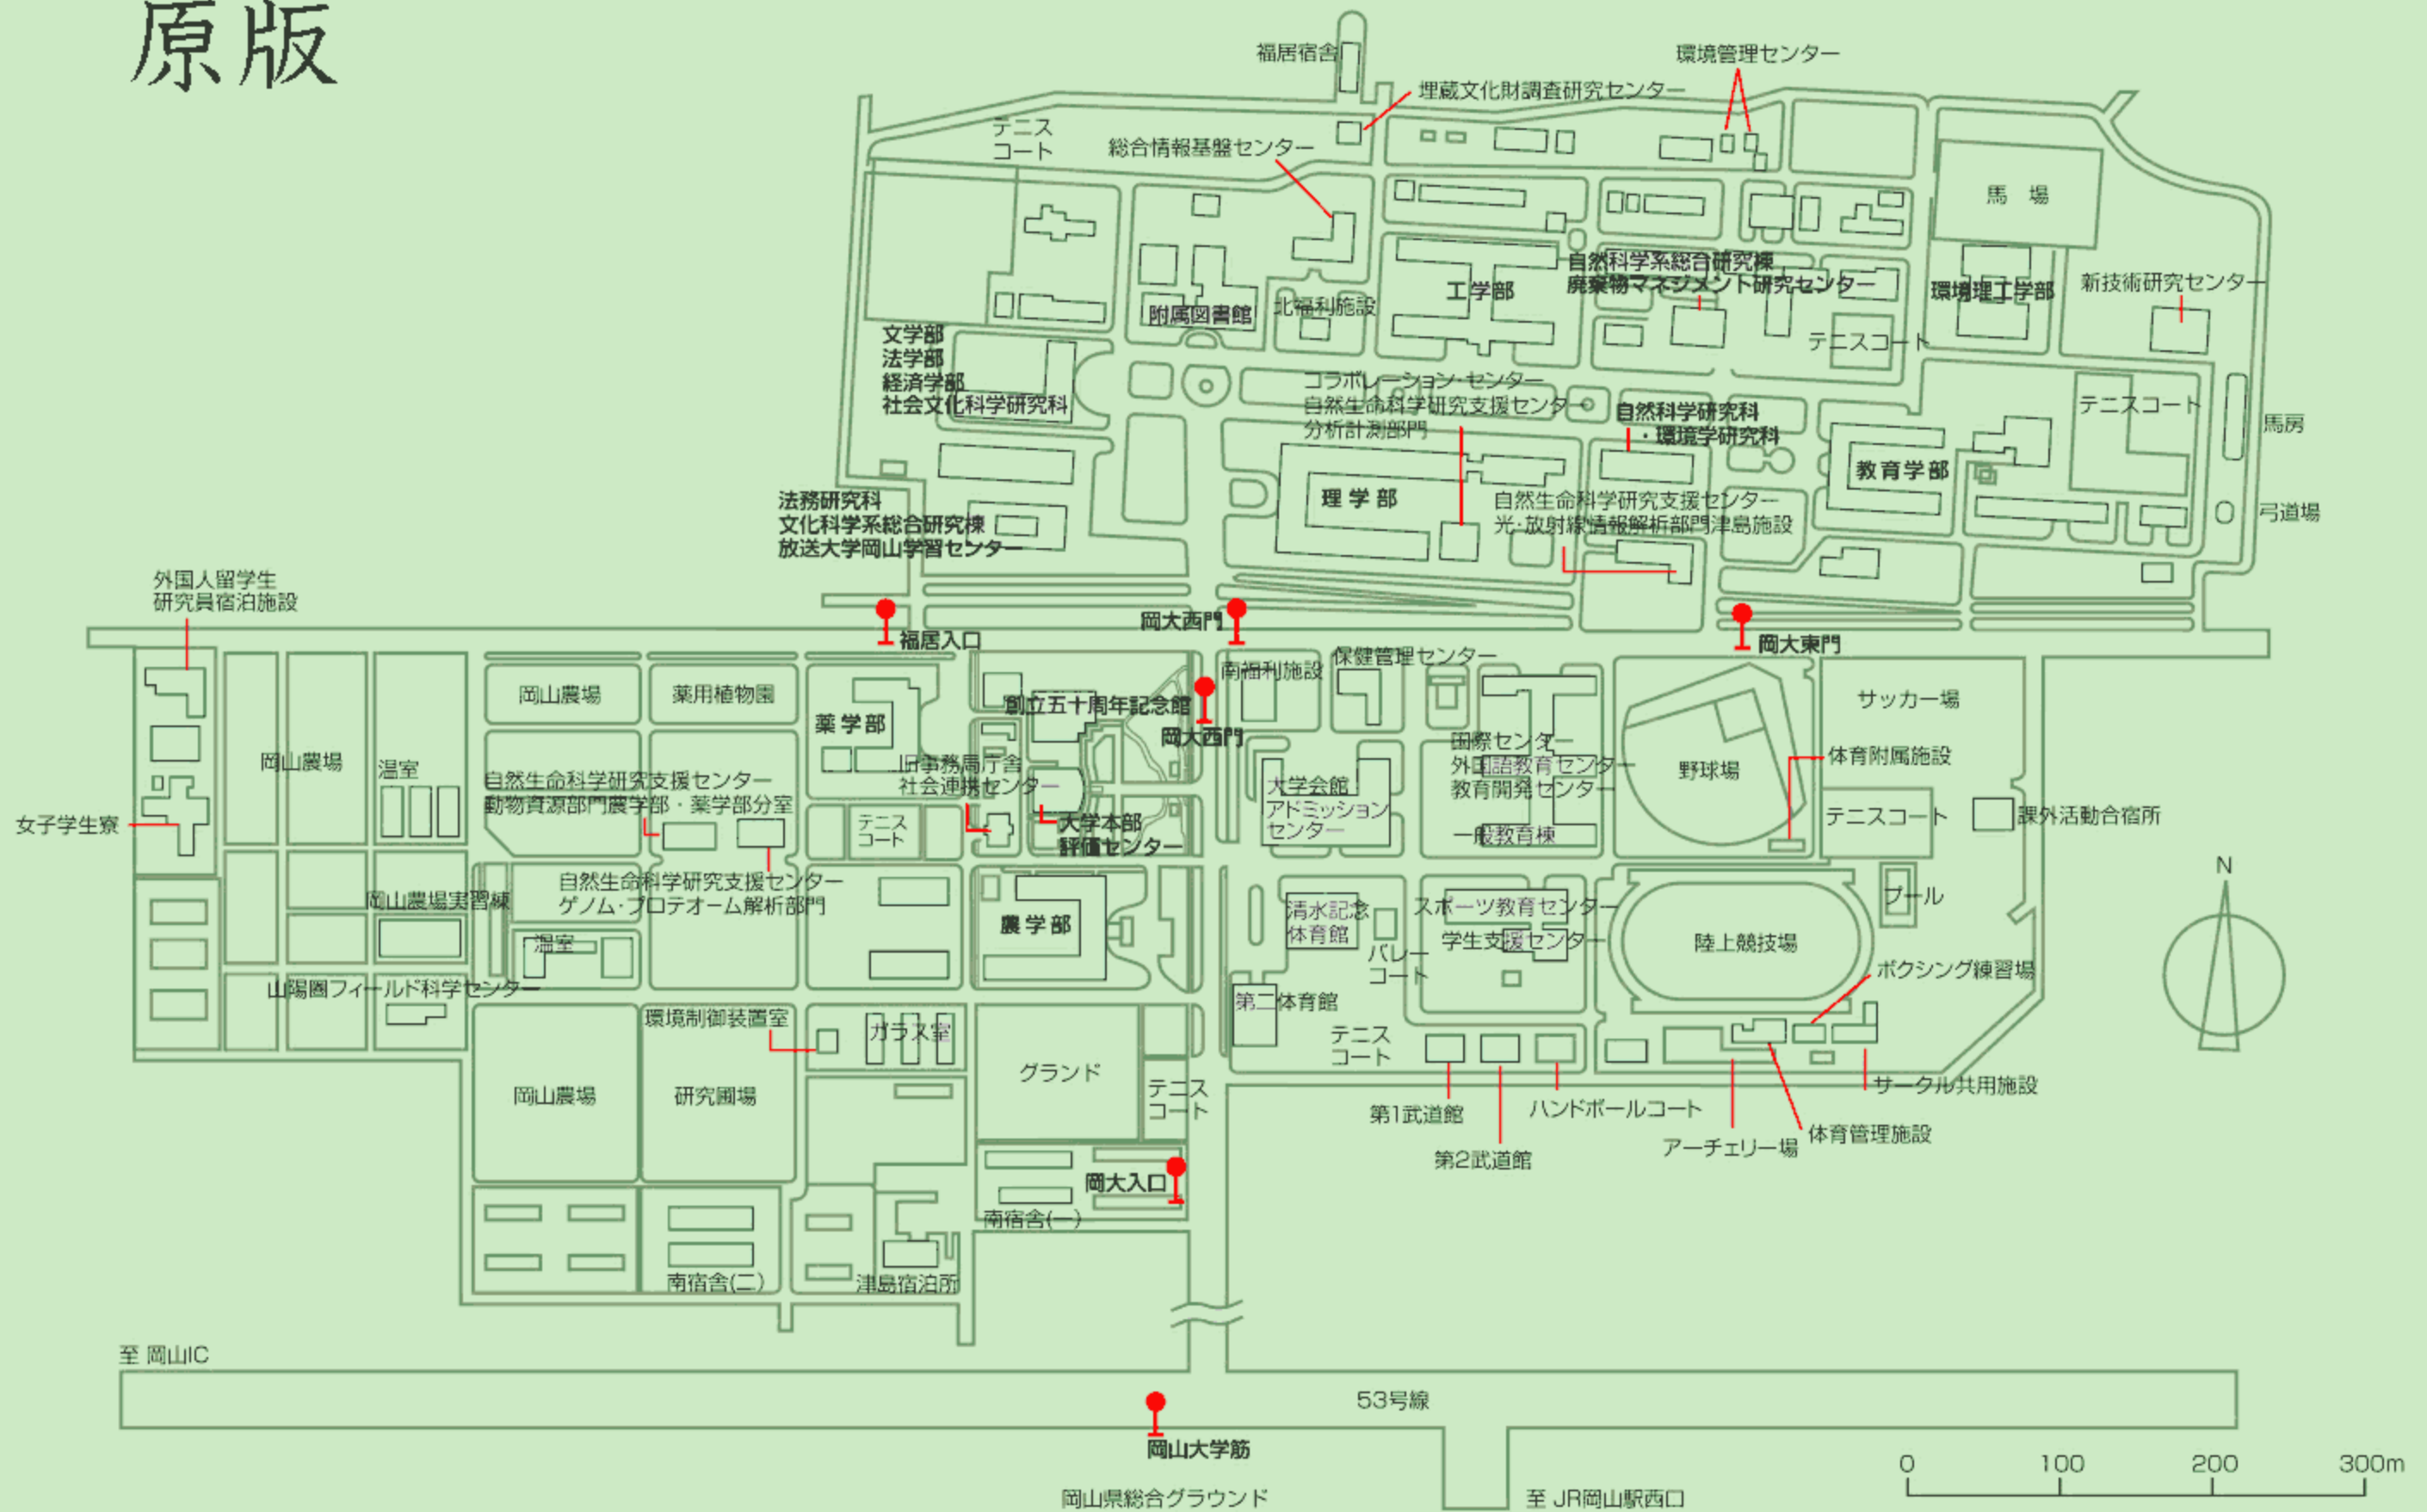 原版
福居宿舎
環境管理センター
埋蔵文化財調査研究センター
テニス
コート
総合情報基盤センター
馬　場
自然科学系総合研究棟
廃棄物マネジメント研究センター
工学部
環境理工学部
新技術研究センター
附属図書館
北福利施設
テニスコート
文学部
法学部
経済学部
社会文化科学研究科
コラボレーション・センター
自然生命科学研究支援センター
分析計測部門
自然科学研究科
・環境学研究科
テニスコート
馬房
教育学部
理学部
法務研究科
文化科学系総合研究棟
放送大学岡山学習センター
自然生命科学研究支援センター
光・放射線情報解析部門津島施設
弓道場
外国人留学生
研究員宿泊施設
福居入口
岡大西門
岡大東門
南福利施設
保健管理センター
岡山農場
薬用植物園
薬学部
創立五十周年記念館
岡大西門
サッカー場
岡山農場
温室
自然生命科学研究支援センター
動物資源部門農学部・薬学部分室
旧事務局庁舎
社会連携センター
大学会館
アドミッション
センター
国際センター
外国語教育センター
教育開発センター
一般教育棟
野球場
体育附属施設
女子学生寮
テニス
コート
大学本部
評価センター
テニスコート
課外活動合宿所
岡山農場実習棟
自然生命科学研究支援センター
ゲノム・プロテオーム解析部門
農学部
清水記念
体育館
スポーツ教育センター
学生支援センター
バレー
コート
プール
陸上競技場
N
温室
ボクシング練習場
山陽圏フィールド科学センター
環境制御装置室
ガラス室
第二体育館
テニス
コート
グランド
テニス
コート
岡山農場
研究圃場
サークル共用施設
第1武道館
ハンドボールコート
第2武道館
アーチェリー場
体育管理施設
岡大入口
南宿舎(一)
南宿舎(二)
津島宿泊所
至 岡山IC
53号線
岡山大学筋
岡山県総合グラウンド
至 JR岡山駅西口
0 100 200 300m